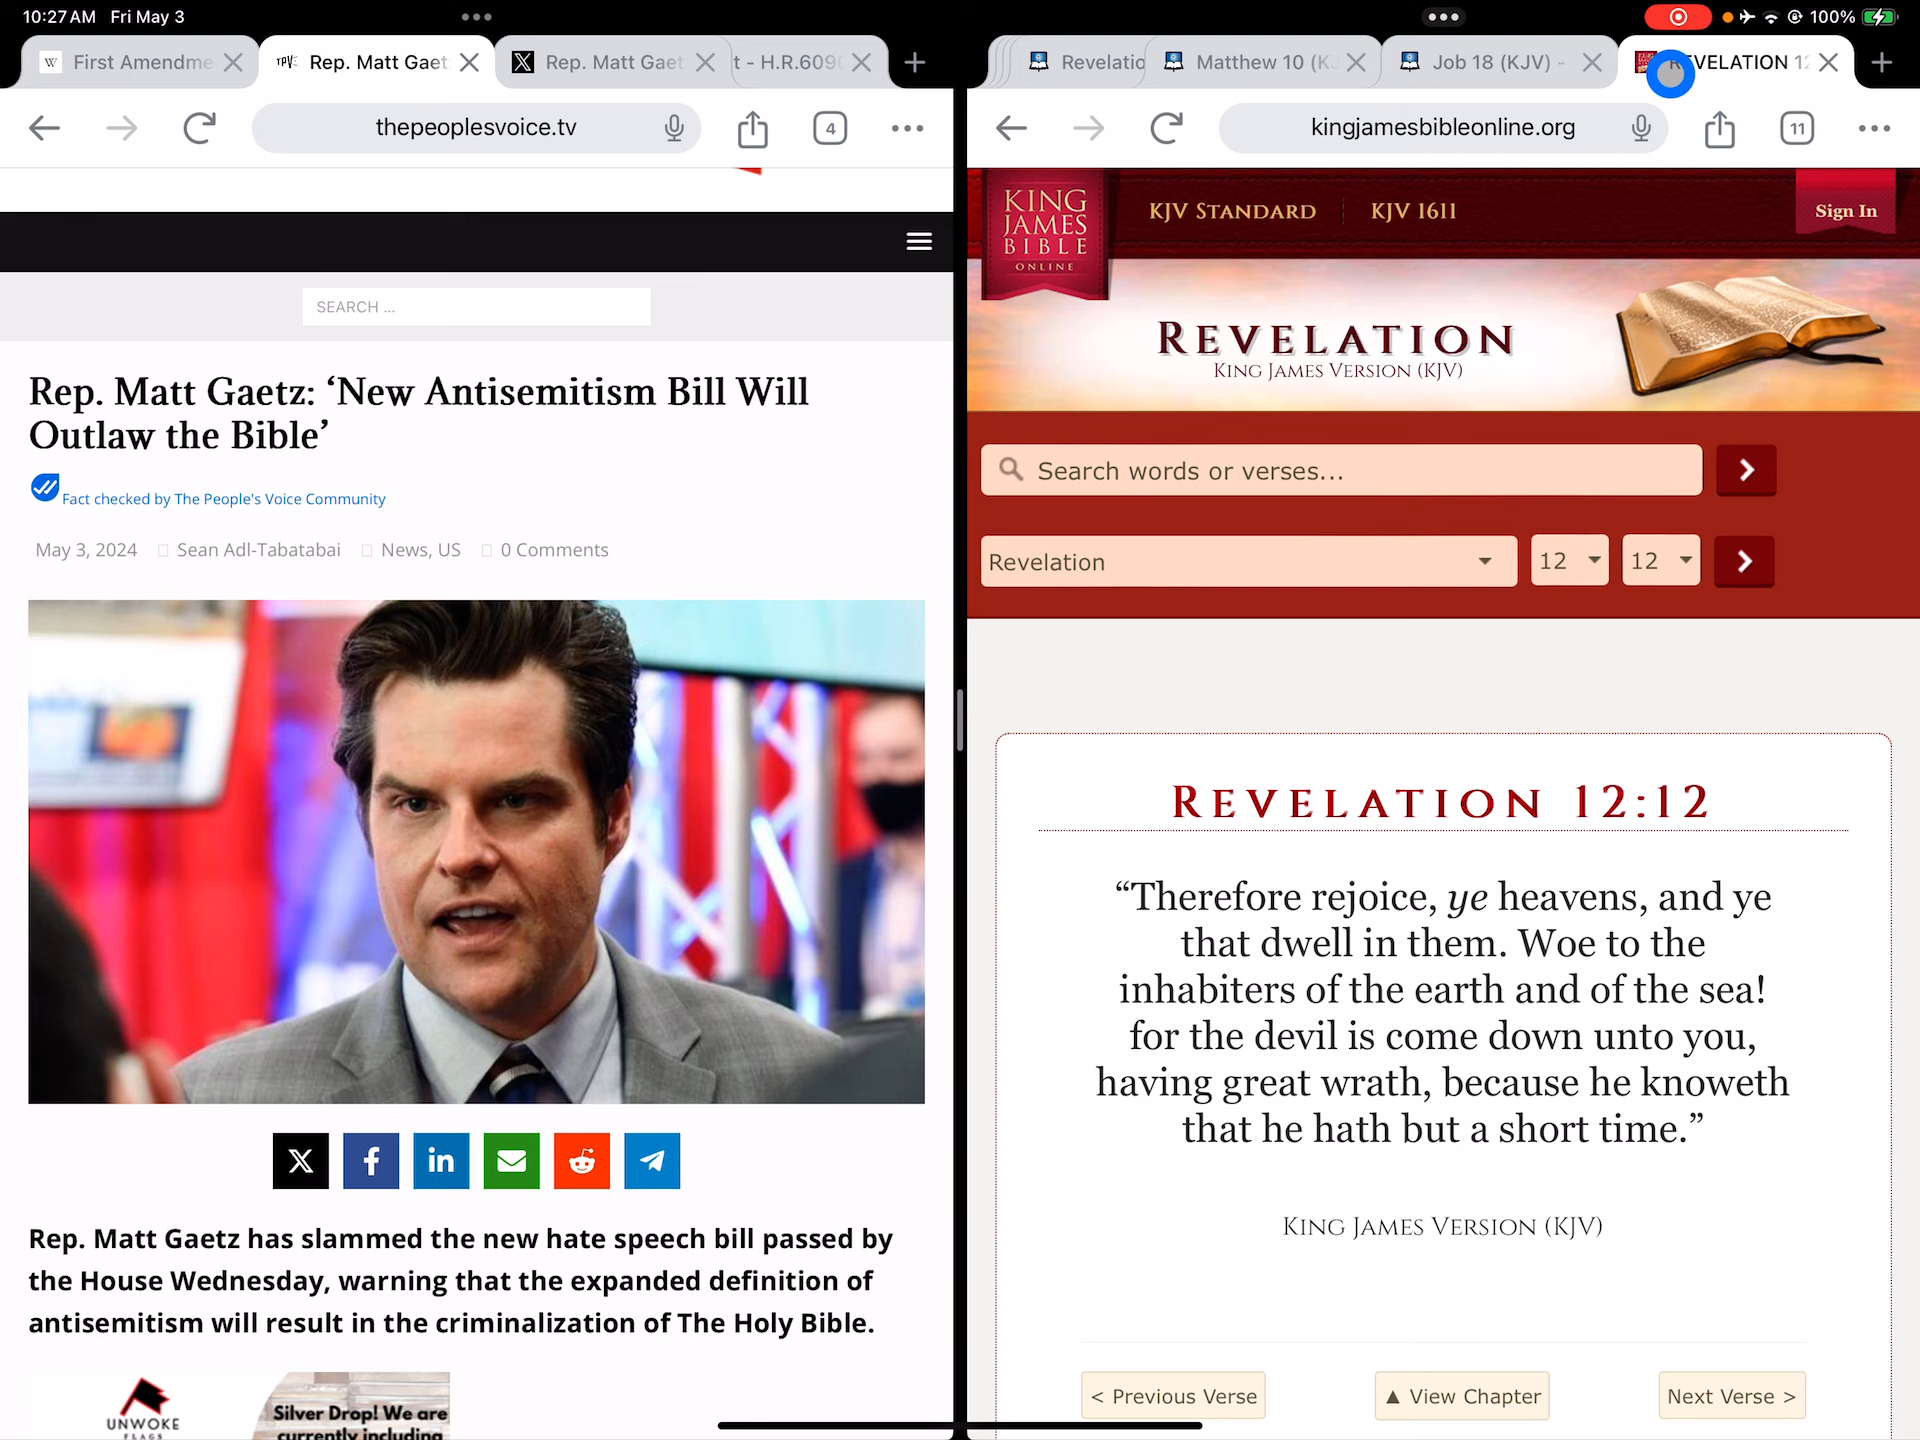 10:27 AM Fri May 3
100%
First Amendme
TPV Rep. Matt Gaet
Rep. Matt Gaet
t - H.R.609
thepeoplesvoice.tv
4
SEARCH ...
Rep. Matt Gaetz: ‘New Antisemitism Bill Will
Outlaw the Bible’
Fact checked by The People's Voice Community
May 3, 2024 Sean Adl-Tabatabai News, US 0 Comments
Rep. Matt Gaetz has slammed the new hate speech bill passed by
the House Wednesday, warning that the expanded definition of
antisemitism will result in the criminalization of The Holy Bible.
UNWOKE
FLAGS
Silver Drop! We are
currently including
Revelatio
Matthew 10 (K
Job 18 (KJV) -
VELATION 12
kingjamesbibleonline.org
11
KING
JAMES
BIBLE
ONLINE
KJV STANDARD
KJV 1611
Sign In
REVELATION
KING JAMES VERSION (KJV)
Search words or verses...
Revelation 12 12
REVELATION 12:12
“Therefore rejoice, ye heavens, and ye
that dwell in them. Woe to the
inhabiters of the earth and of the sea!
for the devil is come down unto you,
having great wrath, because he knoweth
that he hath but a short time.”
KING JAMES VERSION (KJV)
< Previous Verse
▲ View Chapter
Next Verse >